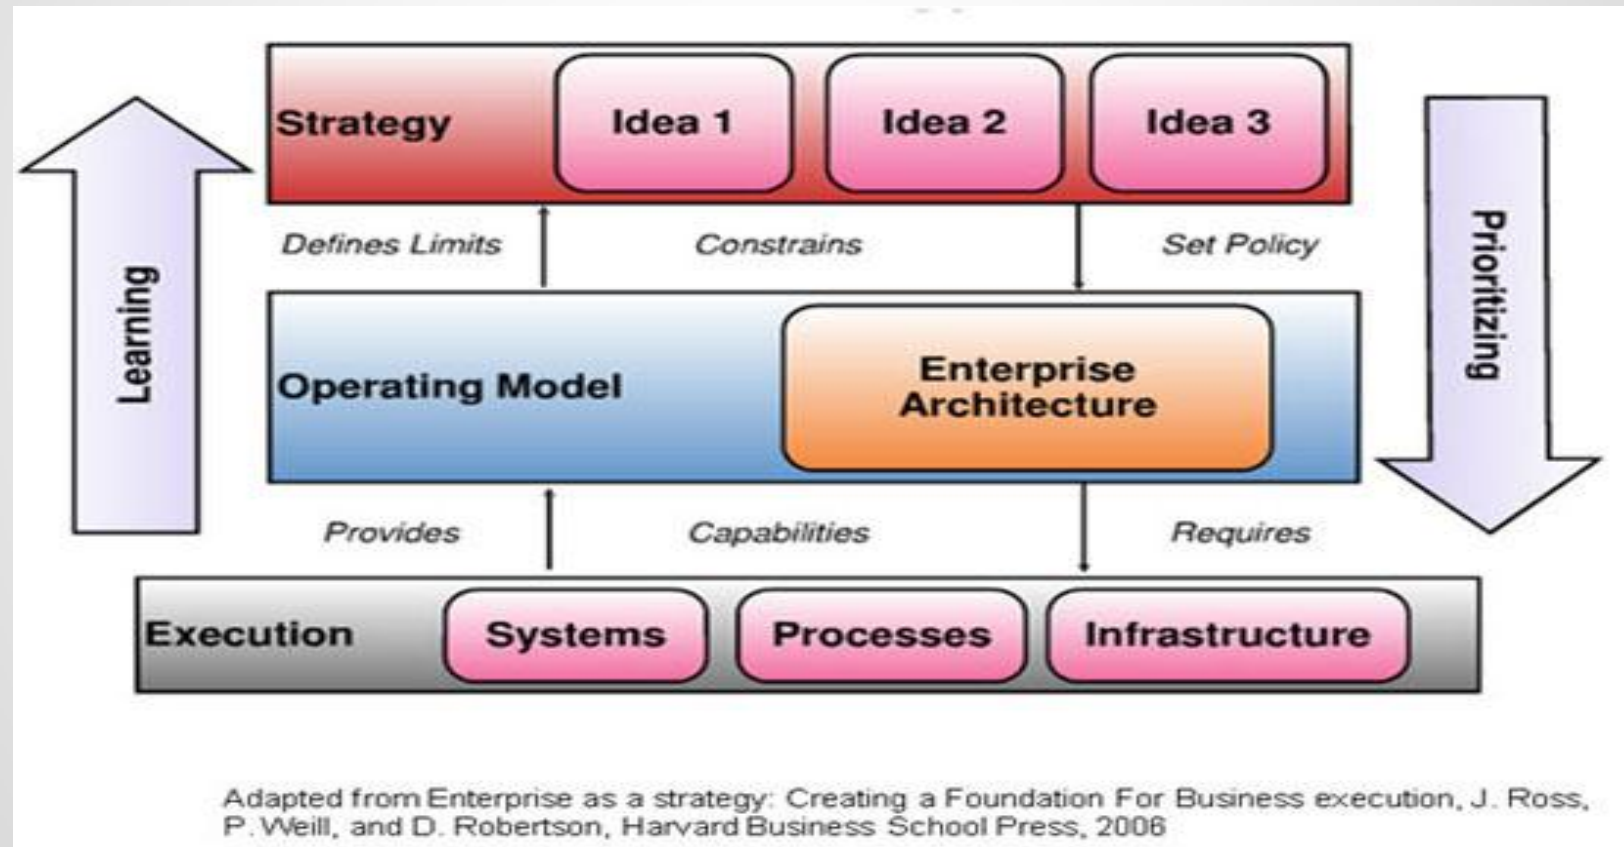 Strategy
Idea 1
Idea 2
Idea 3
Defines Limits
Constrains
Set Policy
Learning
Prioritizing
Operating Model
Enterprise
Architecture
Provides
Capabilities
Requires
Execution
Systems
Processes
Infrastructure
Adapted from Enterprise as a strategy: Creating a Foundation For Business execution, J. Ross,
P. Weill, and D. Robertson, Harvard Business School Press, 2006